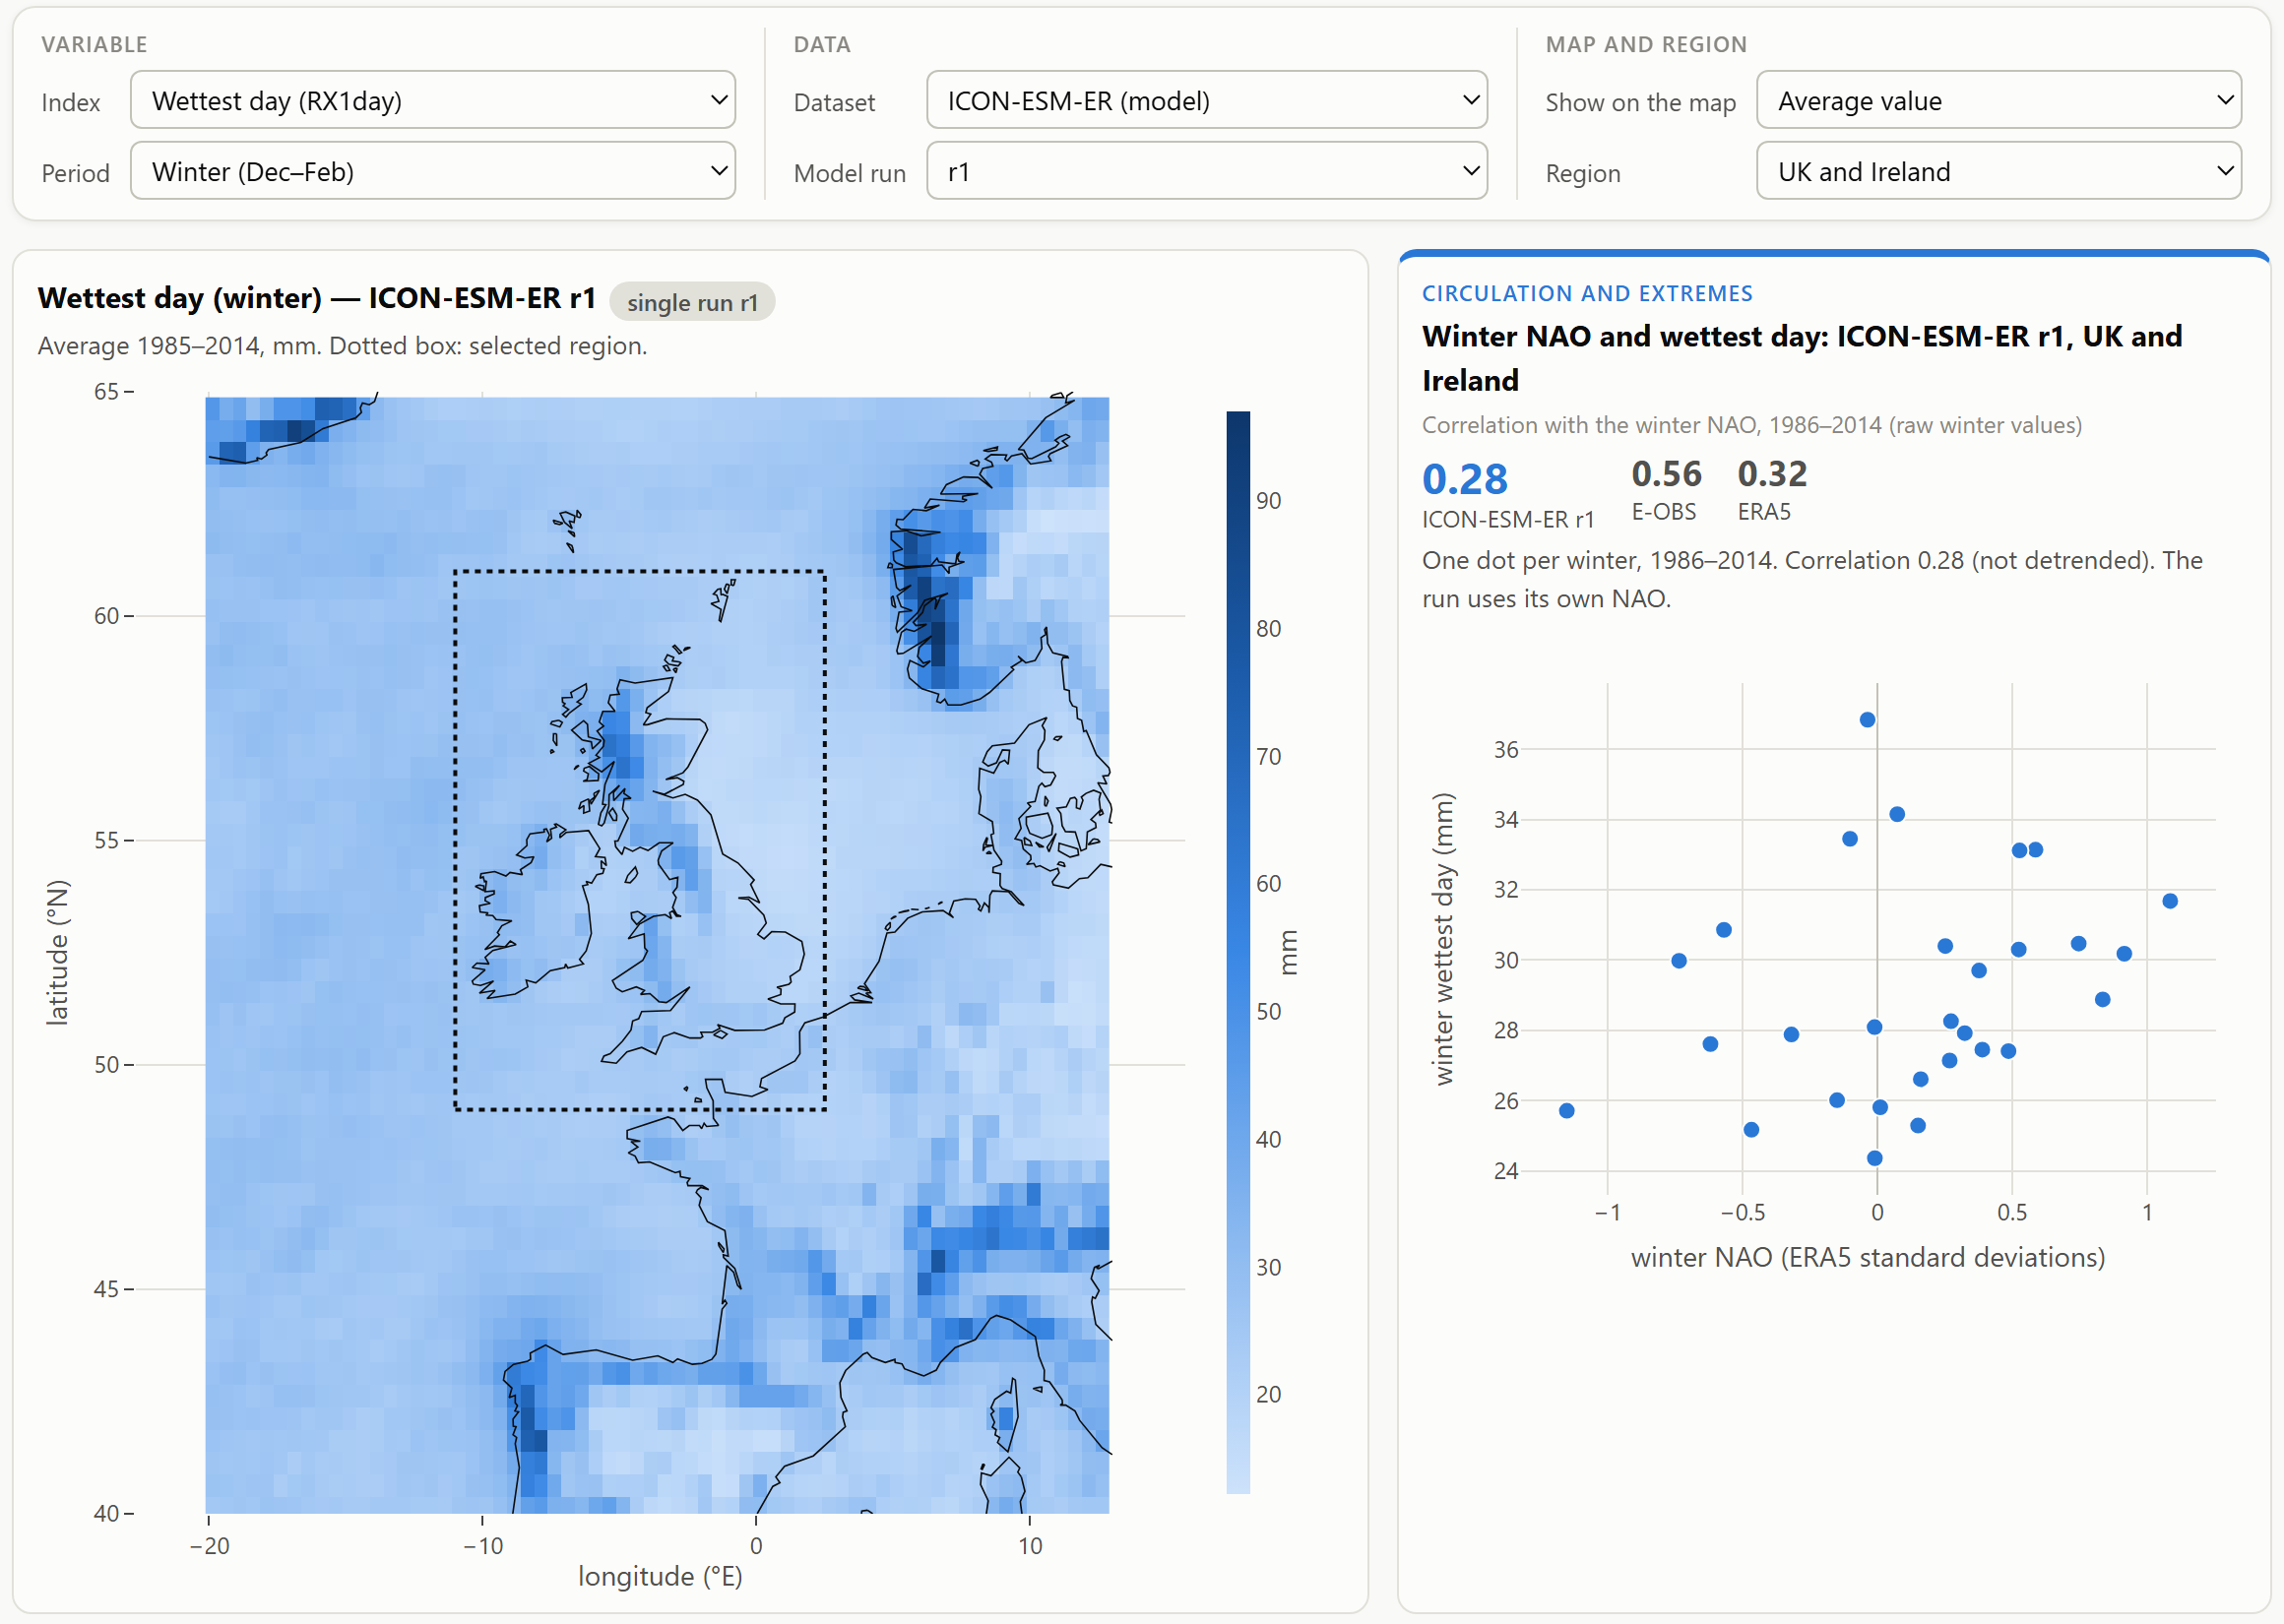 VARIABLE
Index
Wettest day (RX1day)
Period
Winter (Dec–Feb)
DATA
Dataset
ICON-ESM-ER (model)
Model run
r1
MAP AND REGION
Show on the map
Average value
Region
UK and Ireland
Wettest day (winter) — ICON-ESM-ER r1
single run r1
Average 1985–2014, mm. Dotted box: selected region.
65
60
55
50
45
40
latitude (°N)
−20
−10
0
10
longitude (°E)
90
80
70
60
50
40
30
20
mm
CIRCULATION AND EXTREMES
Winter NAO and wettest day: ICON-ESM-ER r1, UK and
Ireland
Correlation with the winter NAO, 1986–2014 (raw winter values)
0.28
ICON-ESM-ER r1
0.56
E-OBS
0.32
ERA5
One dot per winter, 1986–2014. Correlation 0.28 (not detrended). The
run uses its own NAO.
36
34
32
30
28
26
24
winter wettest day (mm)
−1
−0.5
0
0.5
1
winter NAO (ERA5 standard deviations)